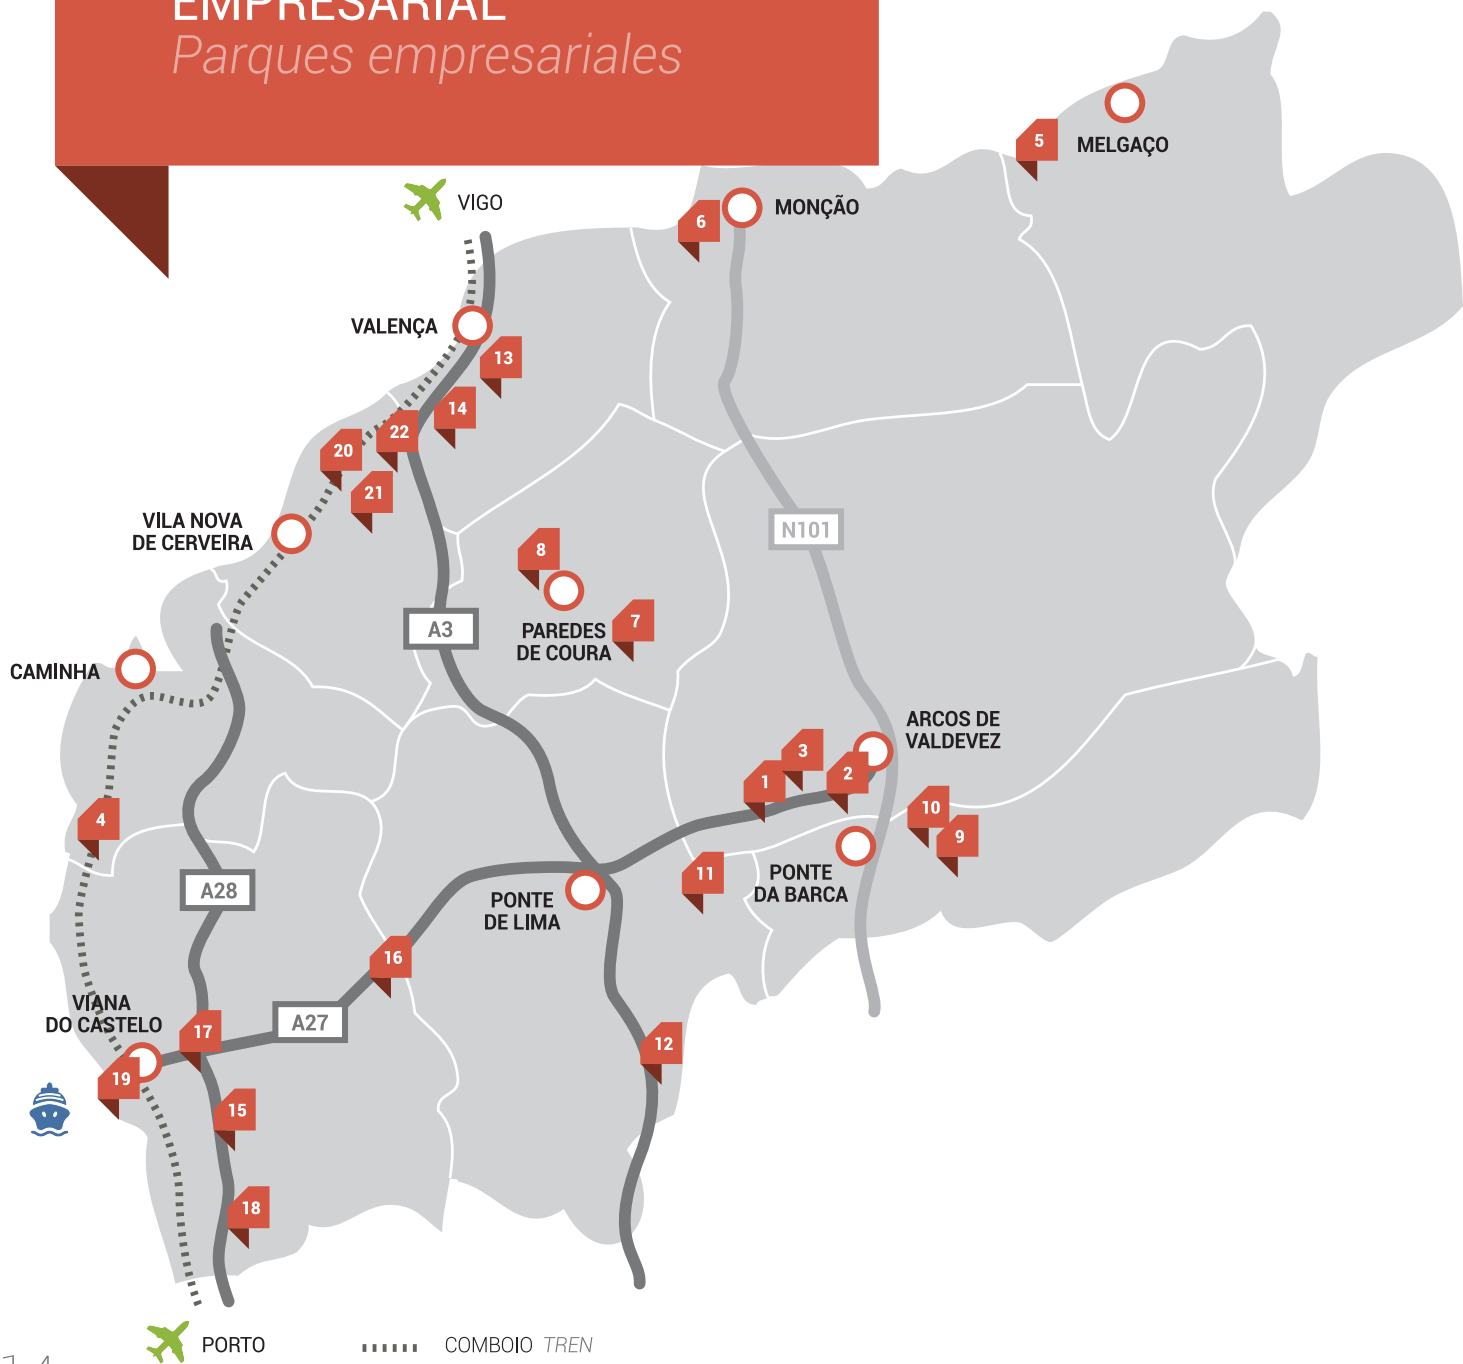 EMPRESARIAL
Parques empresariales
MELGAÇO
5
VIGO
MONÇÃO
6
VALENÇA
13
14
22
20
21
VILA NOVA
DE CERVEIRA
N101
8
7
A3
PAREDES
DE COURA
CAMINHA
ARCOS DE
VALDEVEZ
3
2
1
10
9
4
PONTE
DA BARCA
11
A28
PONTE
DE LIMA
16
VIANA
DO CASTELO
A27
17
12
19
15
18
PORTO
COMBOIO TREN